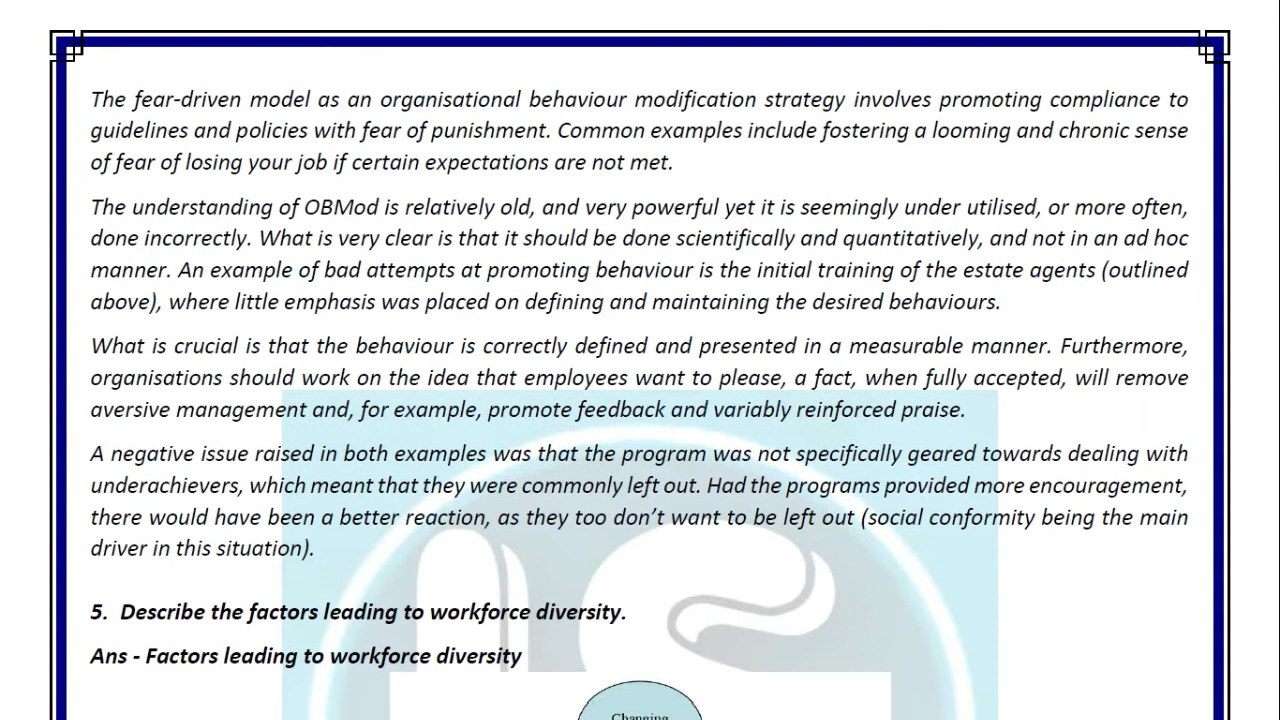 The fear-driven model as an organisational behaviour modification strategy involves promoting compliance to
guidelines and policies with fear of punishment. Common examples include fostering a looming and chronic sense
of fear of losing your job if certain expectations are not met.
The understanding of OBMod is relatively old, and very powerful yet it is seemingly under utilised, or more often,
done incorrectly. What is very clear is that it should be done scientifically and quantitatively, and not in an ad hoc
manner. An example of bad attempts at promoting behaviour is the initial training of the estate agents (outlined
above), where little emphasis was placed on defining and maintaining the desired behaviours.
What is crucial is that the behaviour is correctly defined and presented in a measurable manner. Furthermore,
organisations should work on the idea that employees want to please, a fact, when fully accepted, will remove
aversive management and, for example, promote feedback and variably reinforced praise.
A negative issue raised in both examples was that the program was not specifically geared towards dealing with
underachievers, which meant that they were commonly left out. Had the programs provided more encouragement,
there would have been a better reaction, as they too don’t want to be left out (social conformity being the main
driver in this situation).
5. Describe the factors leading to workforce diversity.
Ans - Factors leading to workforce diversity
Changing